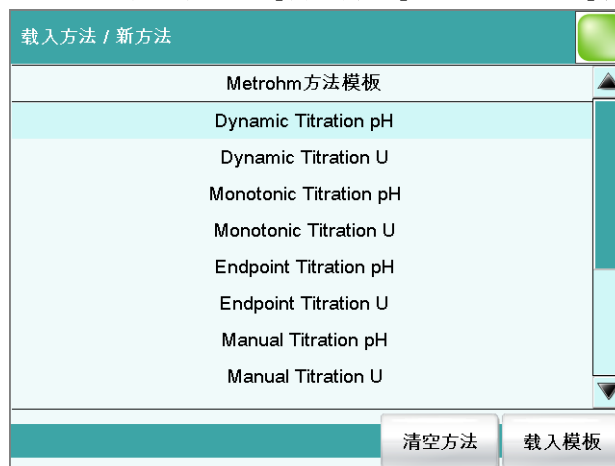 载入方法 / 新方法
Metrohm方法模板
Dynamic Titration pH
Dynamic Titration U
Monotonic Titration pH
Monotonic Titration U
Endpoint Titration pH
Endpoint Titration U
Manual Titration pH
Manual Titration U
清空方法 载入模板